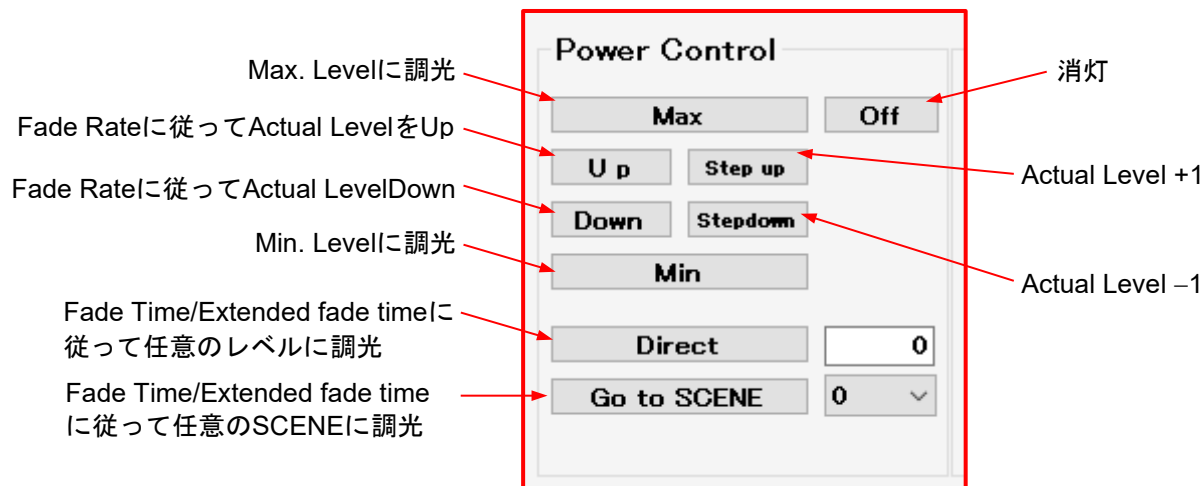 Power Control
Max. Levelに調光
消灯
Max
Off
Fade Rateに従ってActual LevelをUp
U p
Step up
Actual Level +1
Fade Rateに従ってActual LevelDown
Down
Stepdown
Min. Levelに調光
Min
Actual Level −1
Fade Time/Extended fade timeに
従って任意のレベルに調光
Direct
0
Fade Time/Extended fade time
に従って任意のSCENEに調光
Go to SCENE
0